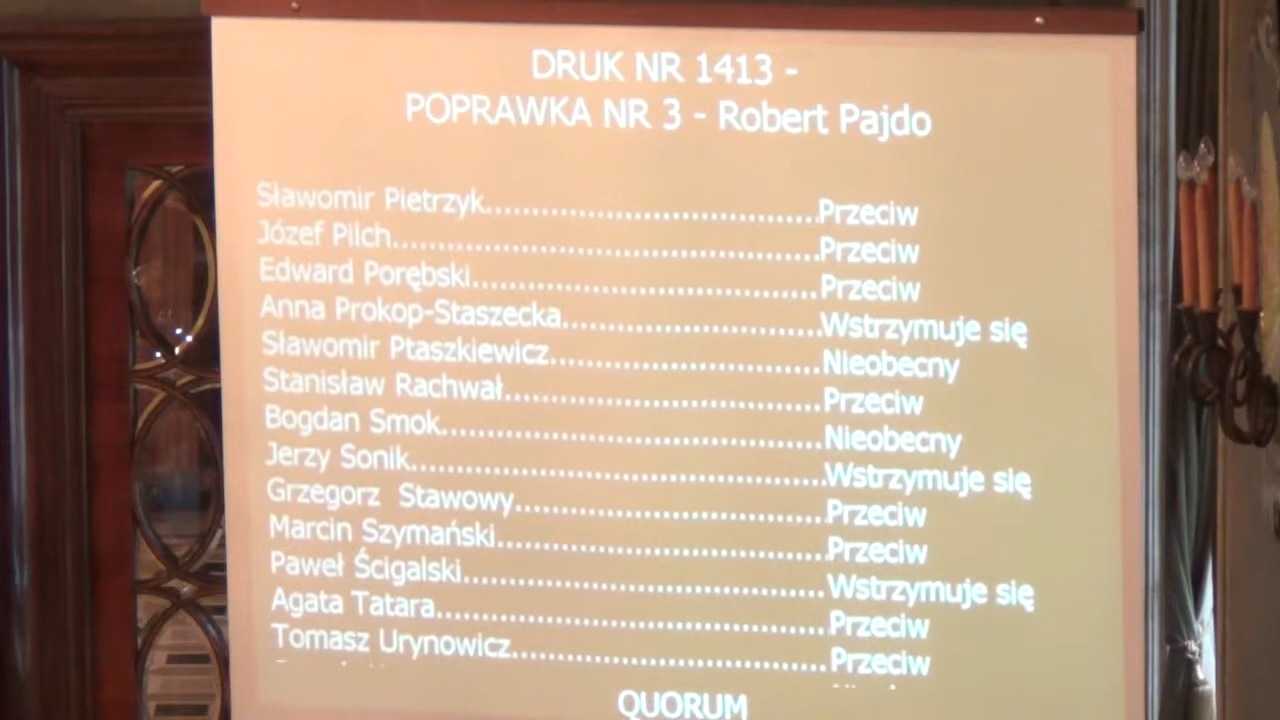 DRUK NR 1413 -
POPRAWKA NR 3 - Robert Pajdo
Sławomir Pietrzyk....................................Przeciw
Józef Pilch..............................................Przeciw
Edward Porębski.....................................Przeciw
Anna Prokop-Staszecka...........................Wstrzymuje się
Sławomir Ptaszkiewicz.............................Nieobecny
Stanisław Rachwał..................................Przeciw
Bogdan Smok.........................................Nieobecny
Jerzy Sonik............................................Wstrzymuje się
Grzegorz  Stawowy.................................Przeciw
Marcin Szymański...................................Przeciw
Paweł Ścigalski.......................................Wstrzymuje się
Agata Tatara..........................................Przeciw
Tomasz Urynowicz..................................Przeciw
QUORUM